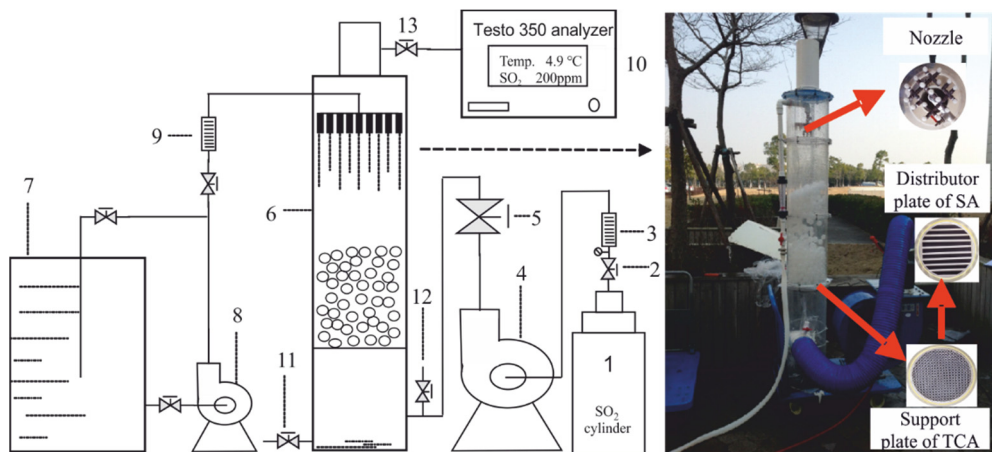 13
Testo 350 analyzer
Temp. 4.9 °C
SO2 200ppm
10
9
7
6
5
3
2
4
12
8
11
1
SO2
cylinder
Nozzle
Distributor
plate of SA
Support
plate of TCA